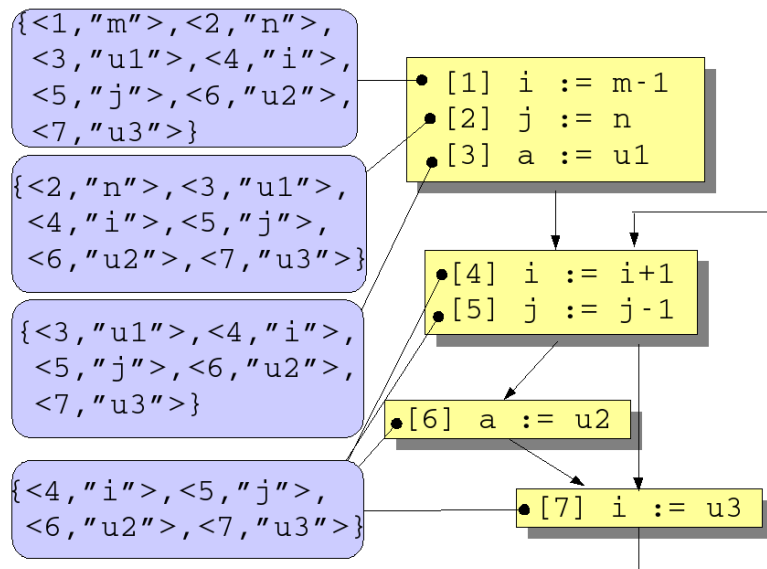 {<1,"m">,<2,"n">,
<3,"u1">,<4,"i">,
<5,"j">,<6,"u2">,
<7,"u3">}
{<2,"n">,<3,"u1">,
<4,"i">,<5,"j">,
<6,"u2">,<7,"u3">}
{<3,"u1">,<4,"i">,
<5,"j">,<6,"u2">,
<7,"u3">}
{<4,"i">,<5,"j">,
<6,"u2">,<7,"u3">}
[1] i := m-1
[2] j := n
[3] a := u1
[4] i := i+1
[5] j := j-1
[6] a := u2
[7] i := u3